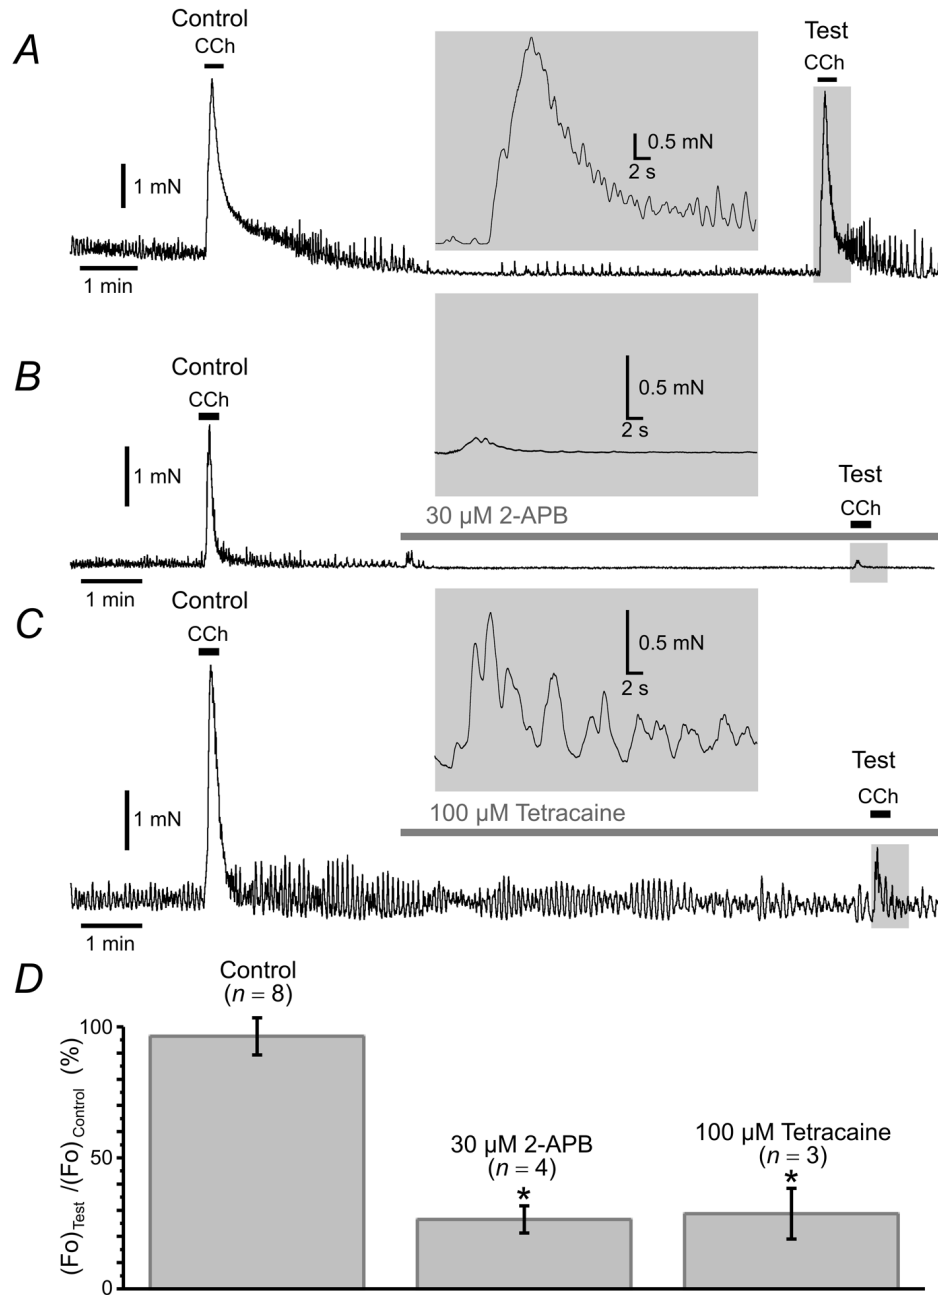 A
Control
CCh
1 mN
1 min
0.5 mN
2 s
Test
CCh
B
Control
CCh
1 mN
1 min
0.5 mN
2 s
30 µM 2-APB
Test
CCh
C
Control
CCh
1 mN
1 min
0.5 mN
2 s
100 µM Tetracaine
Test
CCh
D
(Fo)Test /(Fo)Control (%)
100
50
0
Control
(n = 8)
30 µM 2-APB
(n = 4)
*
100 µM Tetracaine
(n = 3)
*